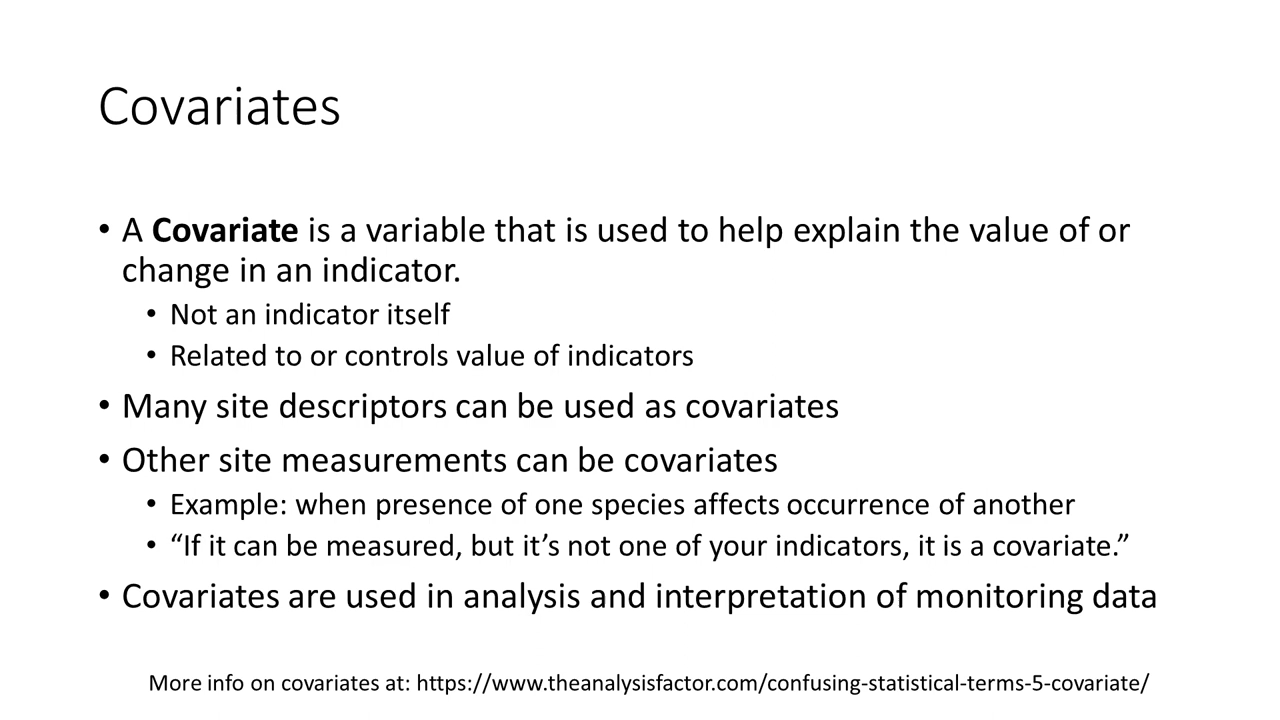 Covariates
• A Covariate is a variable that is used to help explain the value of or
change in an indicator.
• Not an indicator itself
• Related to or controls value of indicators
• Many site descriptors can be used as covariates
• Other site measurements can be covariates
• Example: when presence of one species affects occurrence of another
• “If it can be measured, but it’s not one of your indicators, it is a covariate.”
• Covariates are used in analysis and interpretation of monitoring data
More info on covariates at: https://www.theanalysisfactor.com/confusing-statistical-terms-5-covariate/